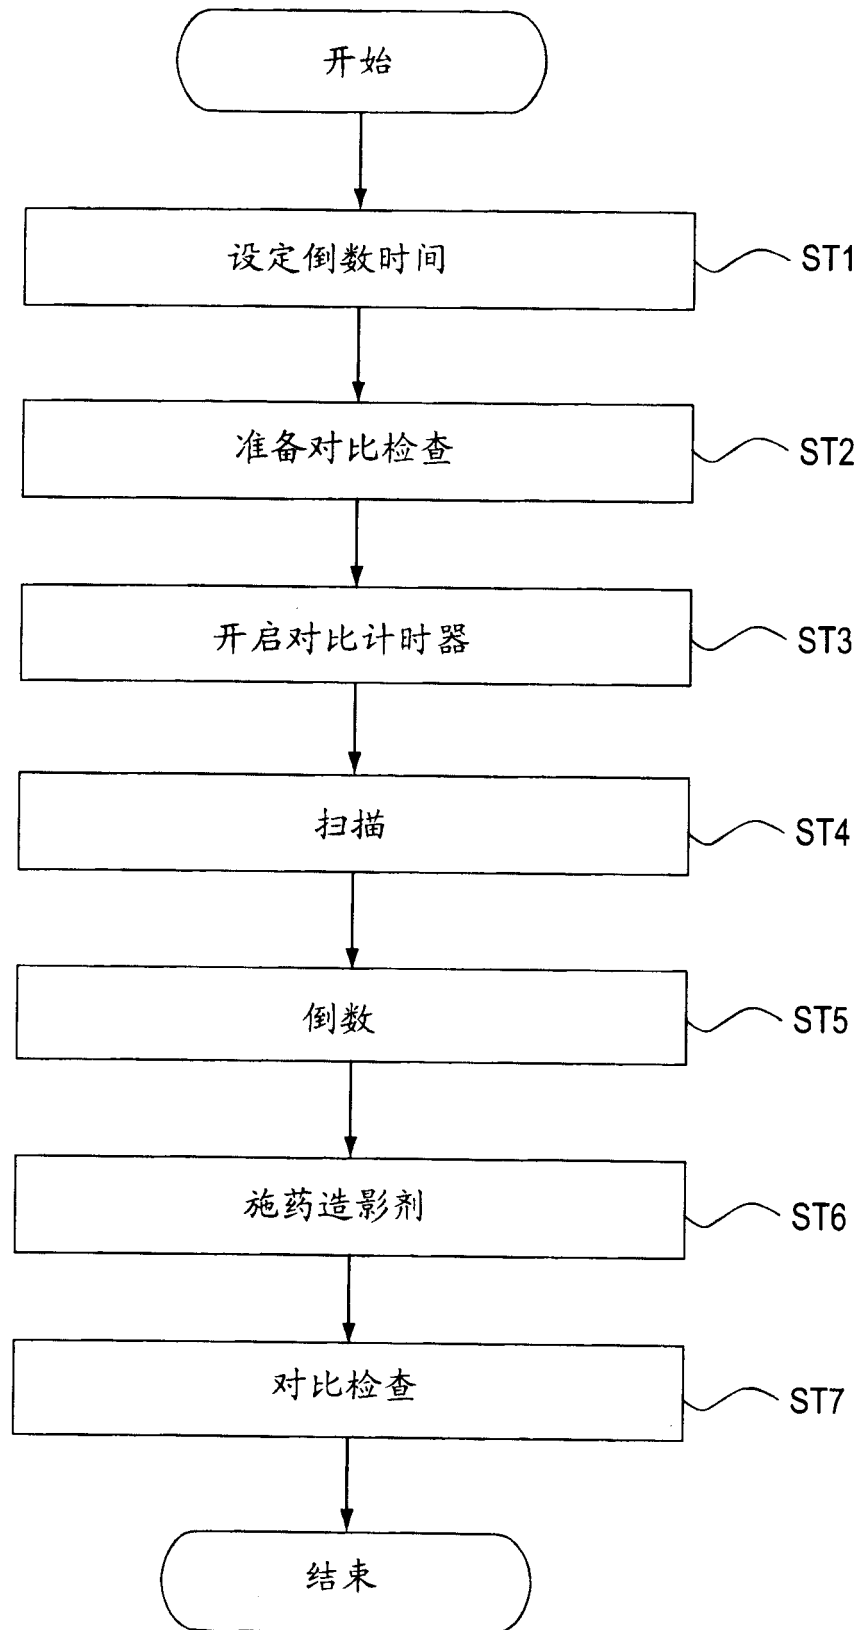 开始
设定倒数时间
ST1
准备对比检查
ST2
开启对比计时器
ST3
扫描
ST4
倒数
ST5
施药造影剂
ST6
对比检查
ST7
结束